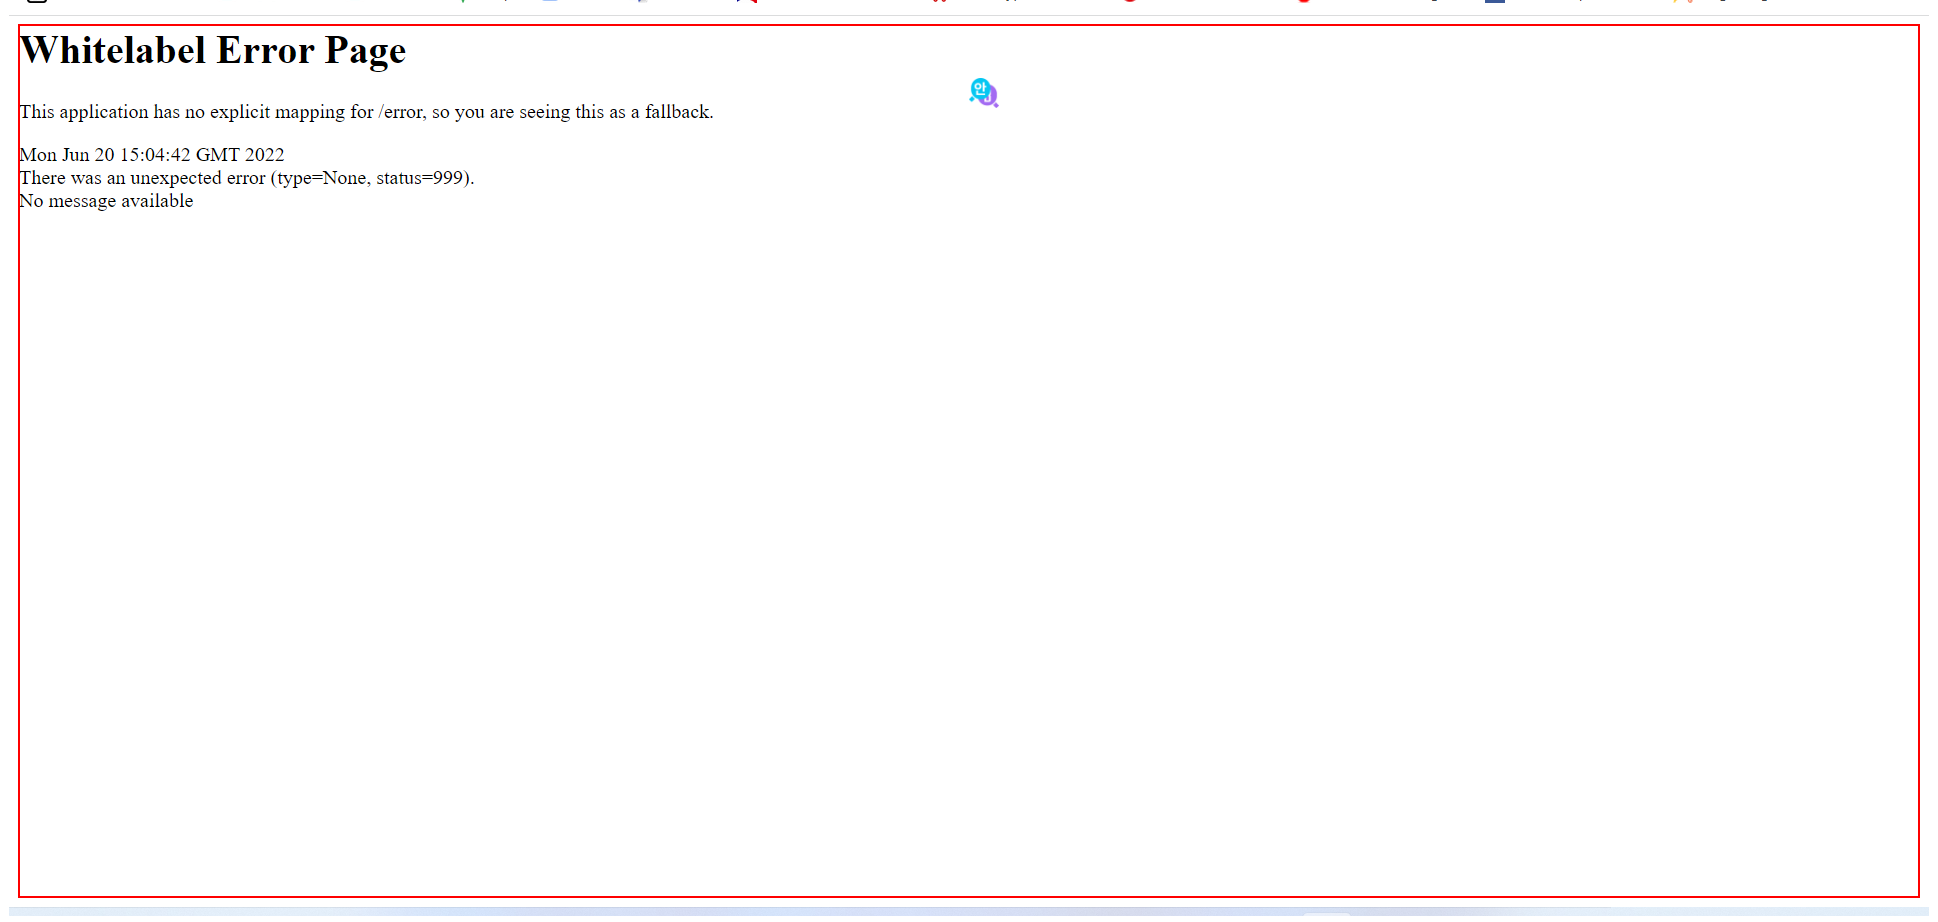 Whitelabel Error Page
안
J
This application has no explicit mapping for /error, so you are seeing this as a fallback.
Mon Jun 20 15:04:42 GMT 2022
There was an unexpected error (type=None, status=999).
No message available